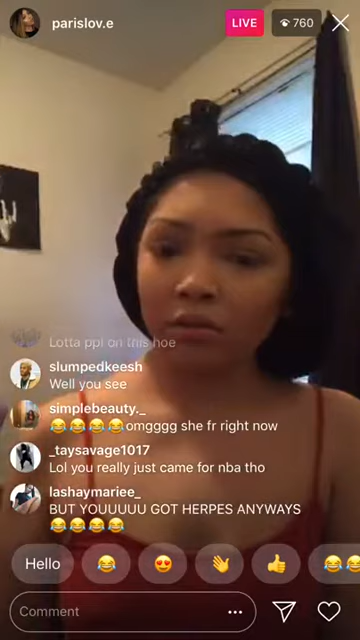 parislov.e LIVE 760
Lotta ppl on this hoe
slumpedkeesh
Well you see
simplebeauty._
😂😂😂😂omgggg she fr right now
_taysavage1017
Lol you really just came for nba tho
lashaymariee_
BUT YOUUUUU GOT HERPES ANYWAYS
😂😂😂😂
Hello 😂 😍 👋 👍 😂😂
Comment